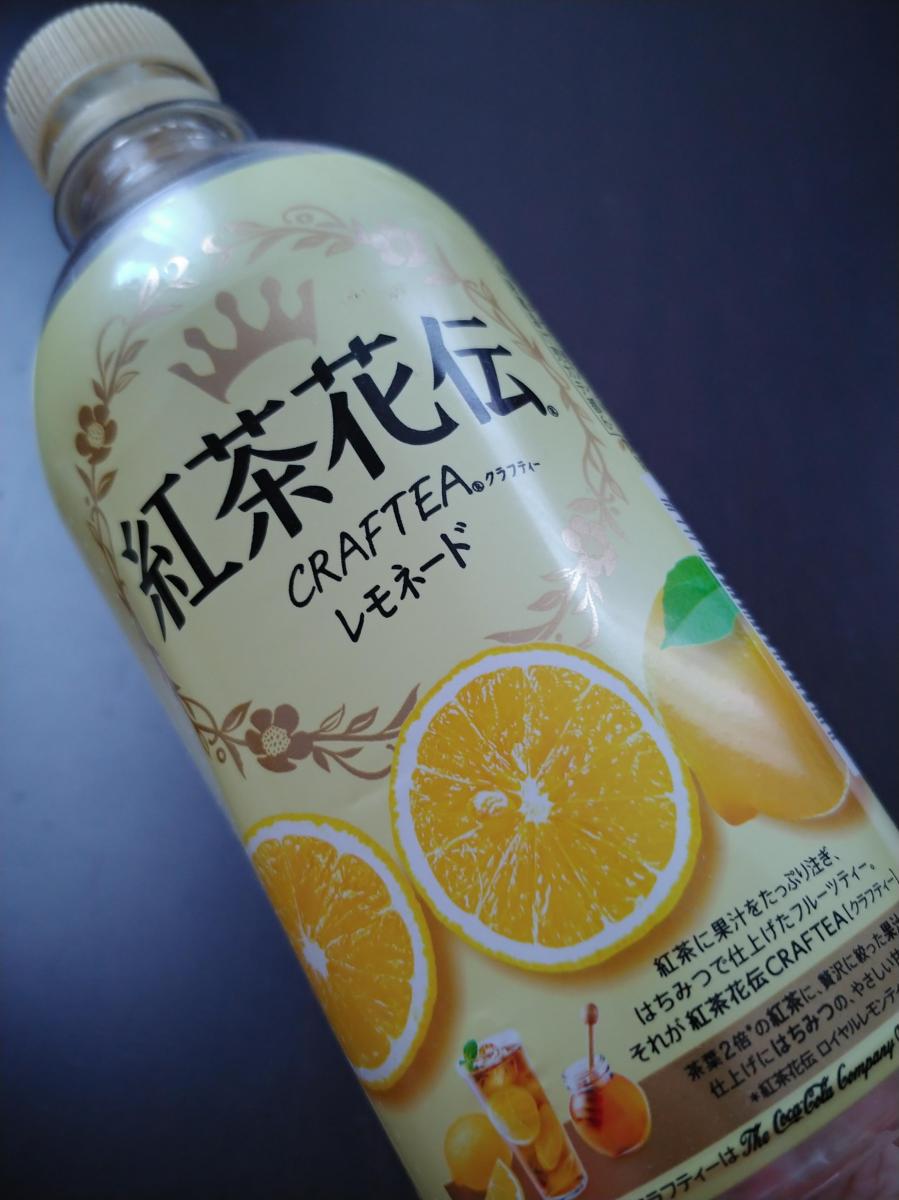 紅茶花伝®
CRAFTEA®クラフティー
レモネード
紅茶に果汁をたっぷり注ぎ、
はちみつで仕上げたフルーツティー。
それが紅茶花伝CRAFTEA[クラフティー]
茶葉2倍*の紅茶に、贅沢に絞った果汁
仕上げにはちみつの、やさしい
*紅茶花伝 ロイヤルレモンティ
ラフティーは The Coca-Cola Company